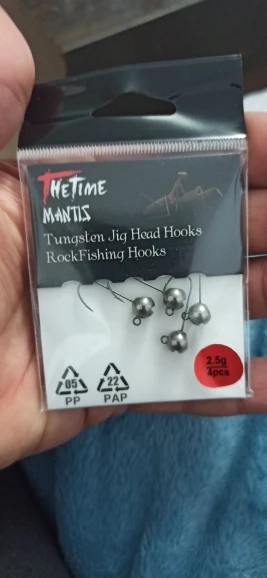 THETIME
MANTIS
Tungsten Jig Head Hooks
RockFishing Hooks
2.5g
4pcs
05
PP
22
PAP